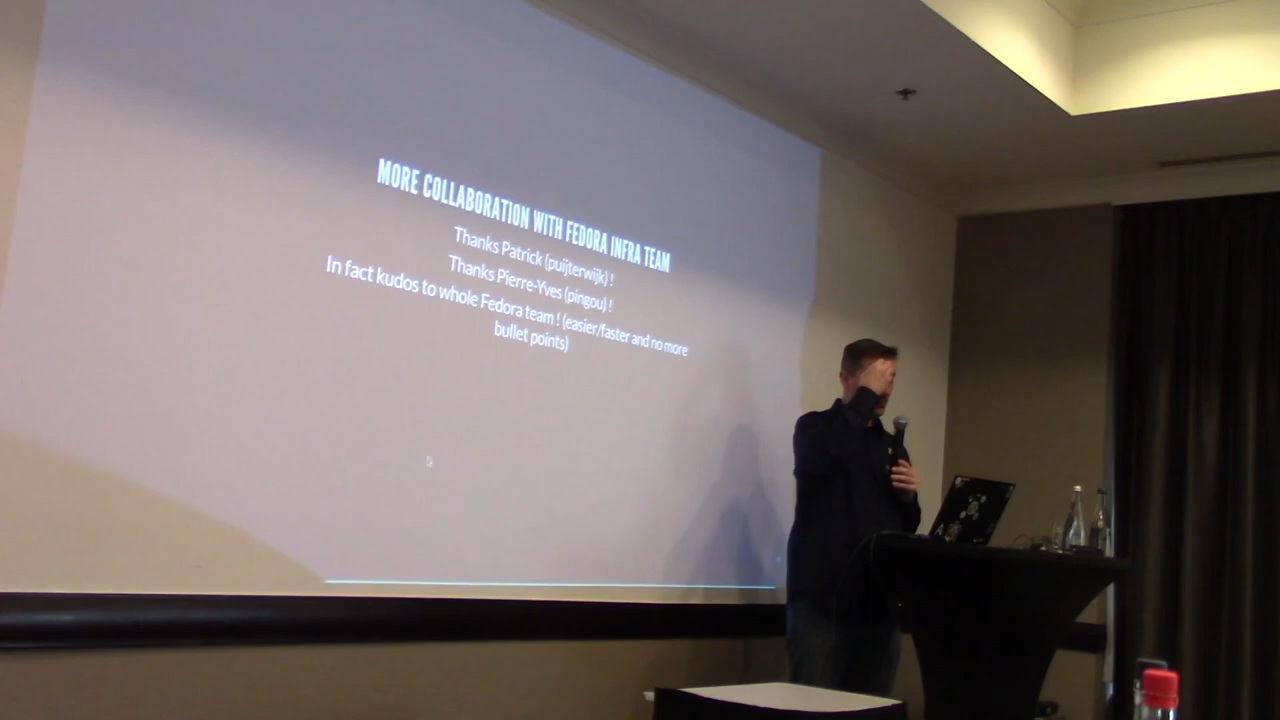 MORE COLLABORATION WITH FEDORA INFRA TEAM
Thanks Patrick (puijterwijk) !
Thanks Pierre-Yves (pingou) !
In fact kudos to whole Fedora team ! (easier/faster and no more
bullet points)